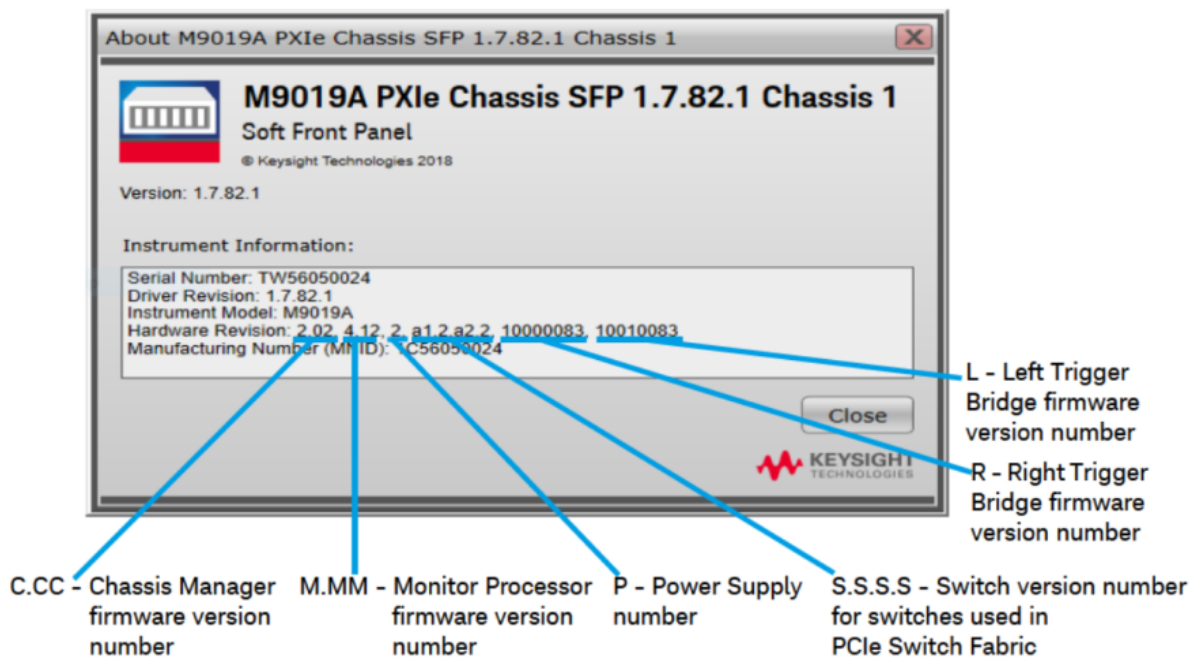 About M9019A PXIe Chassis SFP 1.7.82.1 Chassis 1
M9019A PXIe Chassis SFP 1.7.82.1 Chassis 1
Soft Front Panel
© Keysight Technologies 2018
Version: 1.7.82.1
Instrument Information:
Serial Number: TW56050024
Driver Revision: 1.7.82.1
Instrument Model: M9019A
Hardware Revision: 2.02, 4.12, 2, a1.2.a2.2, 10000083, 10010083,
Manufacturing Number (MNID): TC56050024
Close
KEYSIGHT
TECHNOLOGIES
L - Left Trigger
Bridge firmware
version number
R - Right Trigger
Bridge firmware
version number
C.CC - Chassis Manager
firmware version
number
M.MM - Monitor Processor
firmware version
number
P - Power Supply
number
S.S.S.S - Switch version number
for switches used in
PCIe Switch Fabric